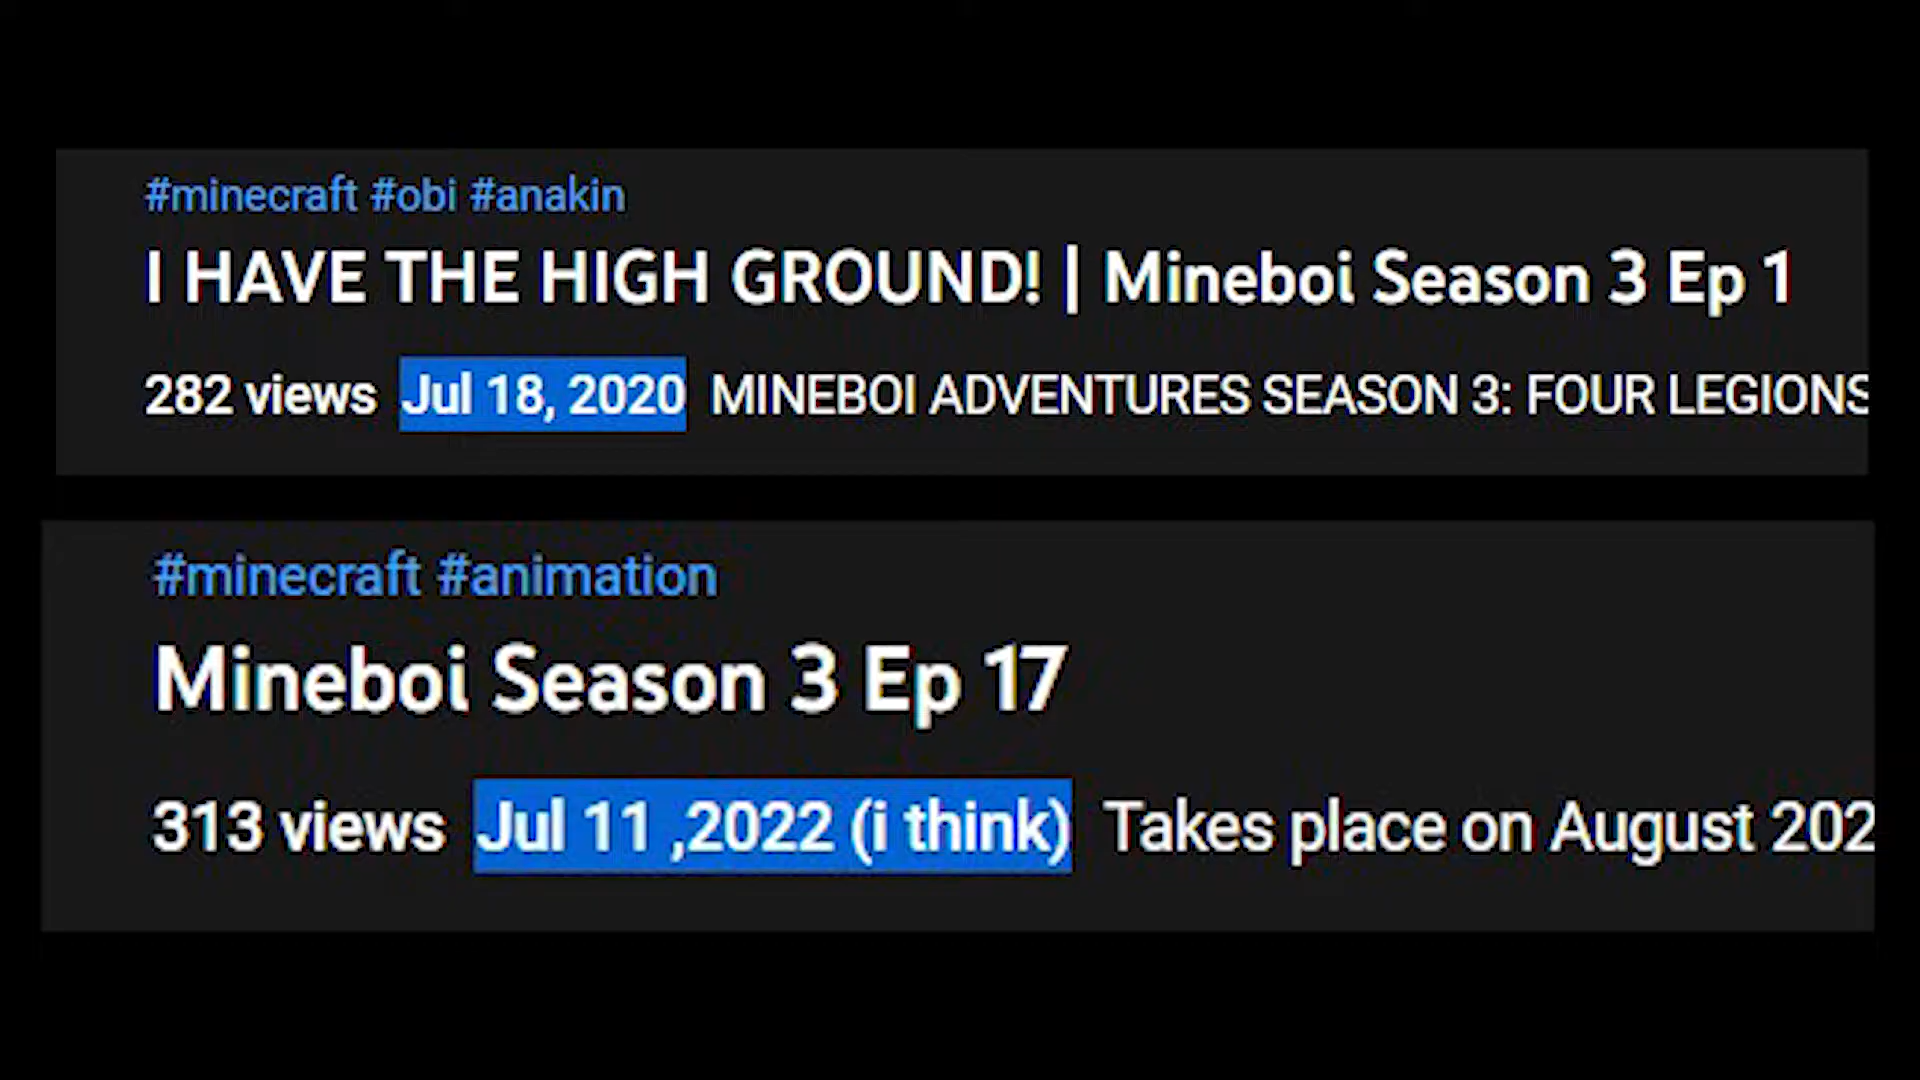 #minecraft #obi #anakin
I HAVE THE HIGH GROUND! | Mineboi Season 3 Ep 1
282 views Jul 18, 2020 MINEBOI ADVENTURES SEASON 3: FOUR LEGIONS
#minecraft #animation
Mineboi Season 3 Ep 17
313 views Jul 11 ,2022 (i think) Takes place on August 202